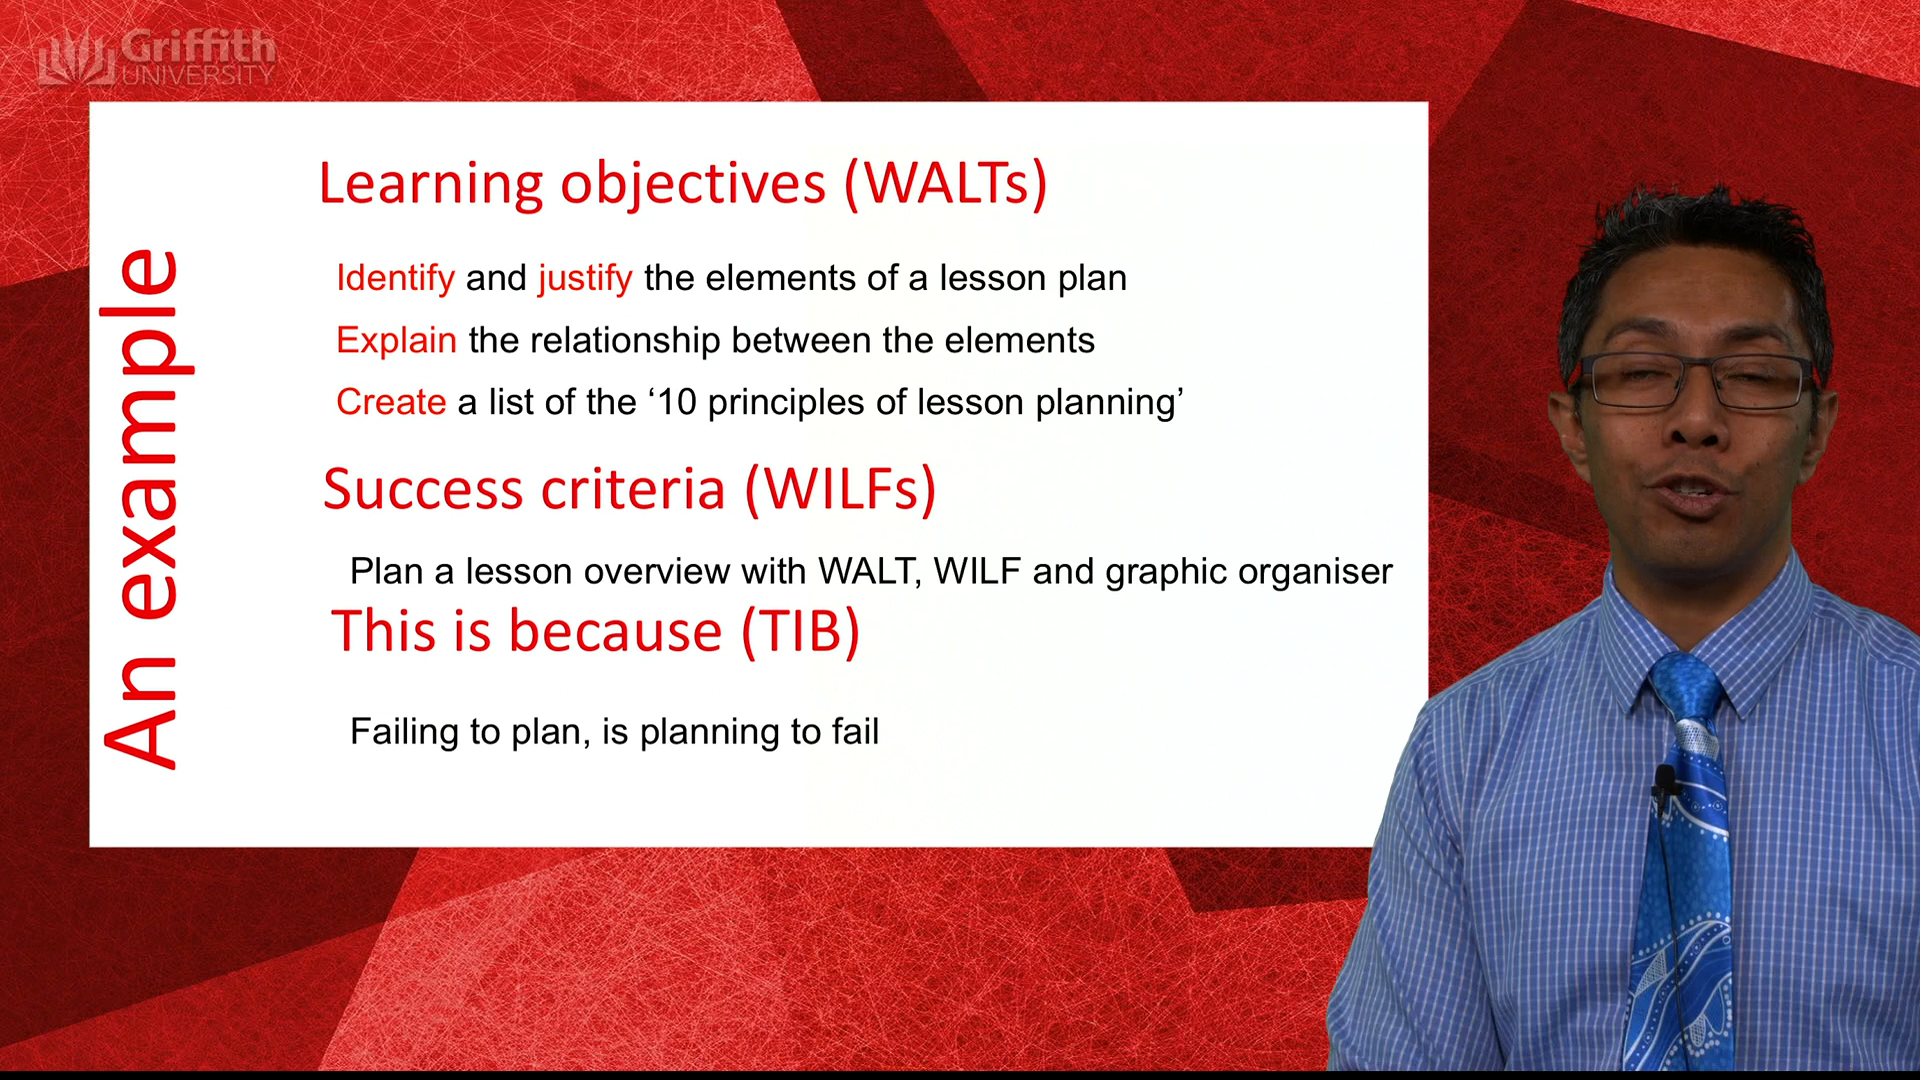 Griffith
UNIVERSITY
An example
Learning objectives (WALTs)
Identify and justify the elements of a lesson plan
Explain the relationship between the elements
Create a list of the ‘10 principles of lesson planning’
Success criteria (WILFs)
Plan a lesson overview with WALT, WILF and graphic organiser
This is because (TIB)
Failing to plan, is planning to fail